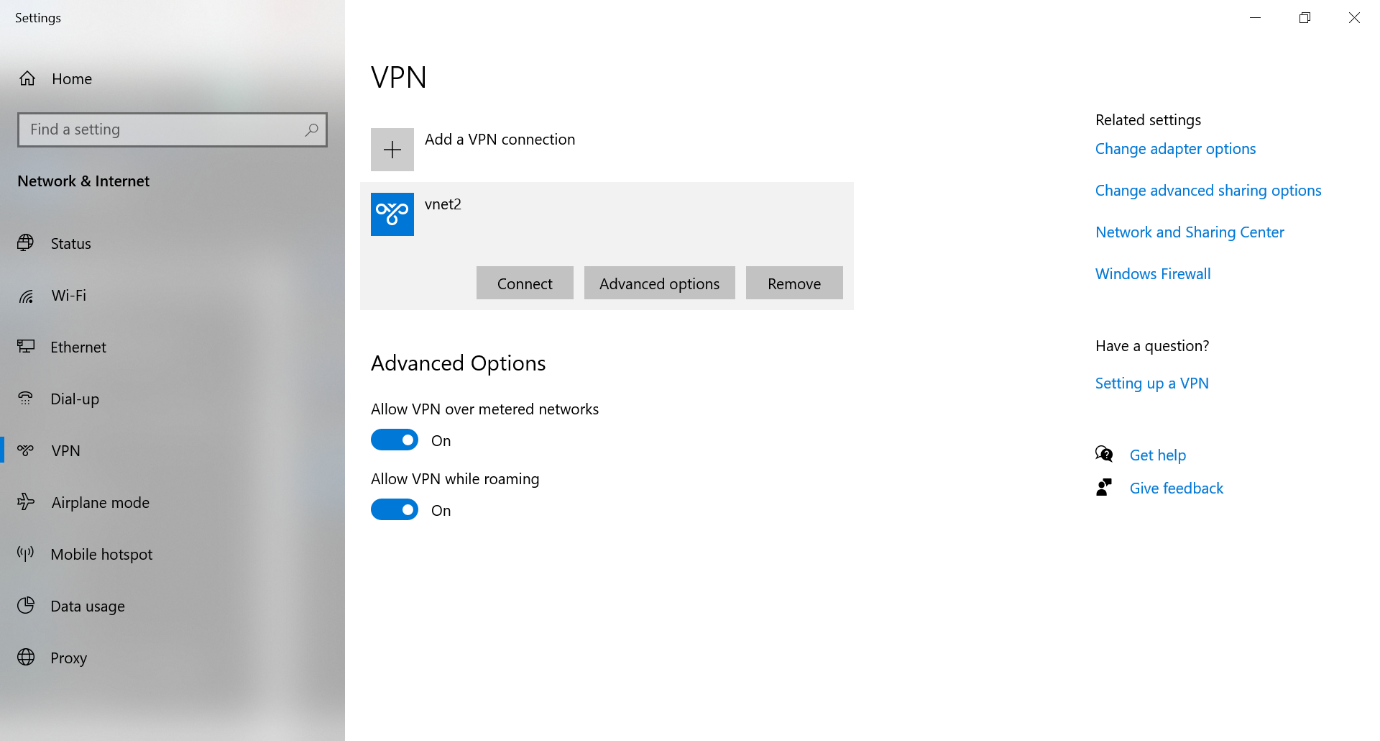 Settings
Home
Find a setting
Network & Internet
Status
Wi-Fi
Ethernet
Dial-up
VPN
Airplane mode
Mobile hotspot
Data usage
Proxy
VPN
Add a VPN connection
vnet2
Connect Advanced options Remove
Advanced Options
Allow VPN over metered networks
On
Allow VPN while roaming
On
Related settings
Change adapter options
Change advanced sharing options
Network and Sharing Center
Windows Firewall
Have a question?
Setting up a VPN
Get help
Give feedback